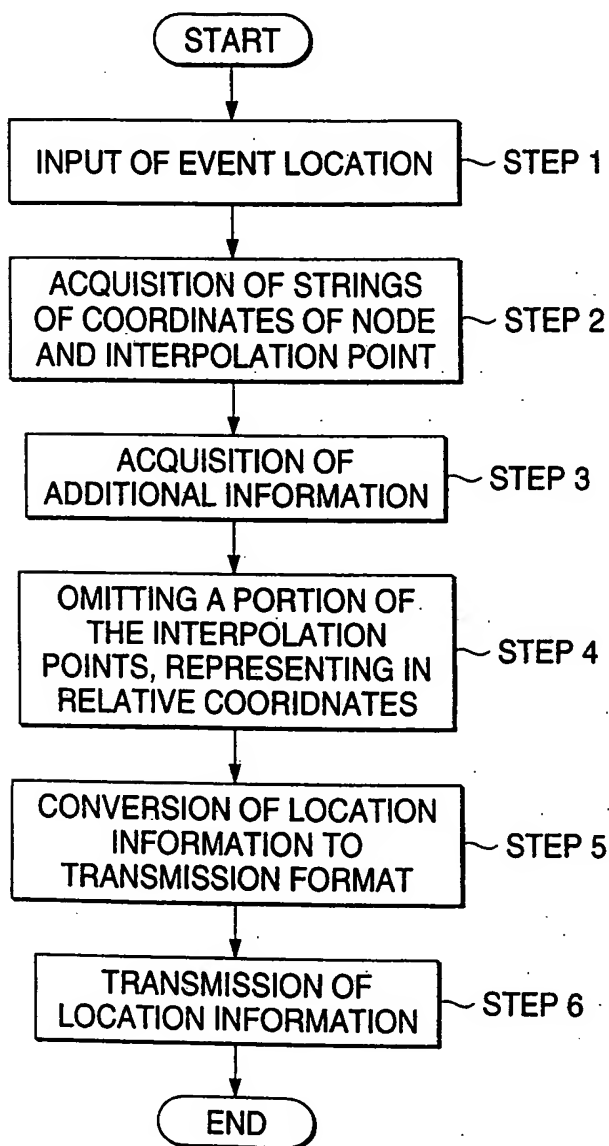 START
INPUT OF EVENT LOCATION
STEP 1
ACQUISITION OF STRINGS
OF COORDINATES OF NODE
AND INTERPOLATION POINT
STEP 2
ACQUISITION OF
ADDITIONAL INFORMATION
STEP 3
OMITTING A PORTION OF
THE INTERPOLATION
POINTS, REPRESENTING IN
RELATIVE COORIDNATES
STEP 4
CONVERSION OF LOCATION
INFORMATION TO
TRANSMISSION FORMAT
STEP 5
TRANSMISSION OF
LOCATION INFORMATION
STEP 6
END